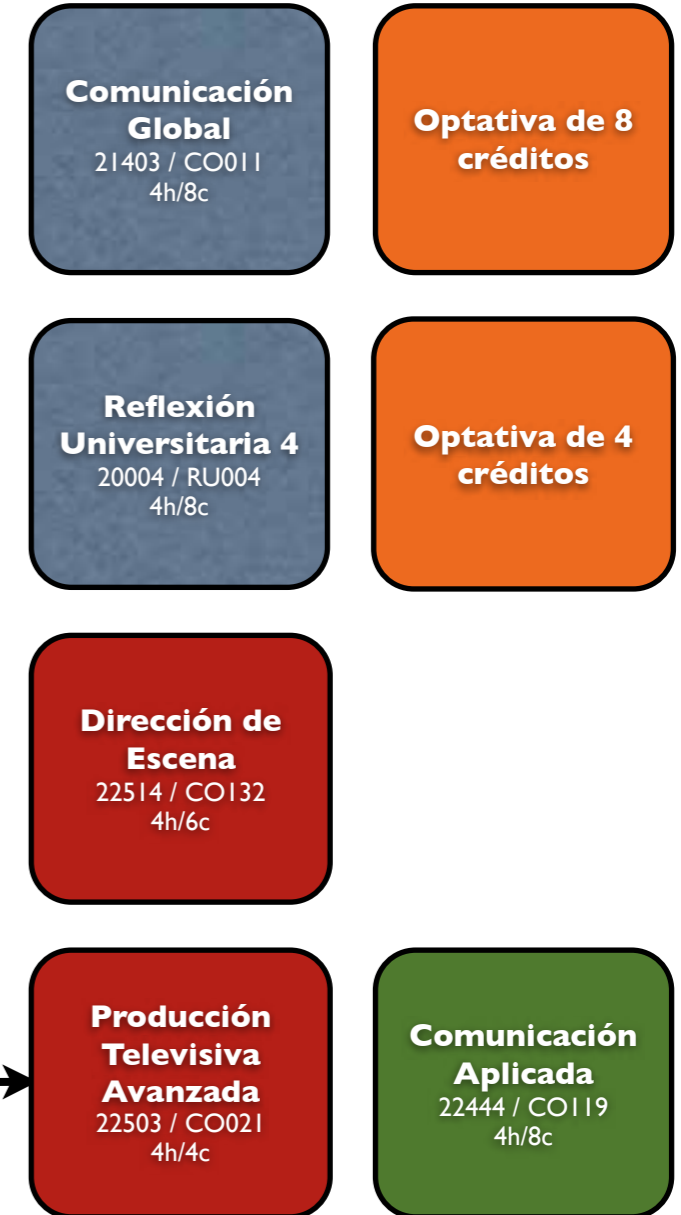 Comunicación
Global
21403 / CO011
4h/8c
Optativa de 8
créditos
Reflexión
Universitaria 4
20004 / RU004
4h/8c
Optativa de 4
créditos
Dirección de
Escena
22514 / CO132
4h/6c
Producción
Televisiva
Avanzada
22503 / CO021
4h/4c
Comunicación
Aplicada
22444 / CO119
4h/8c